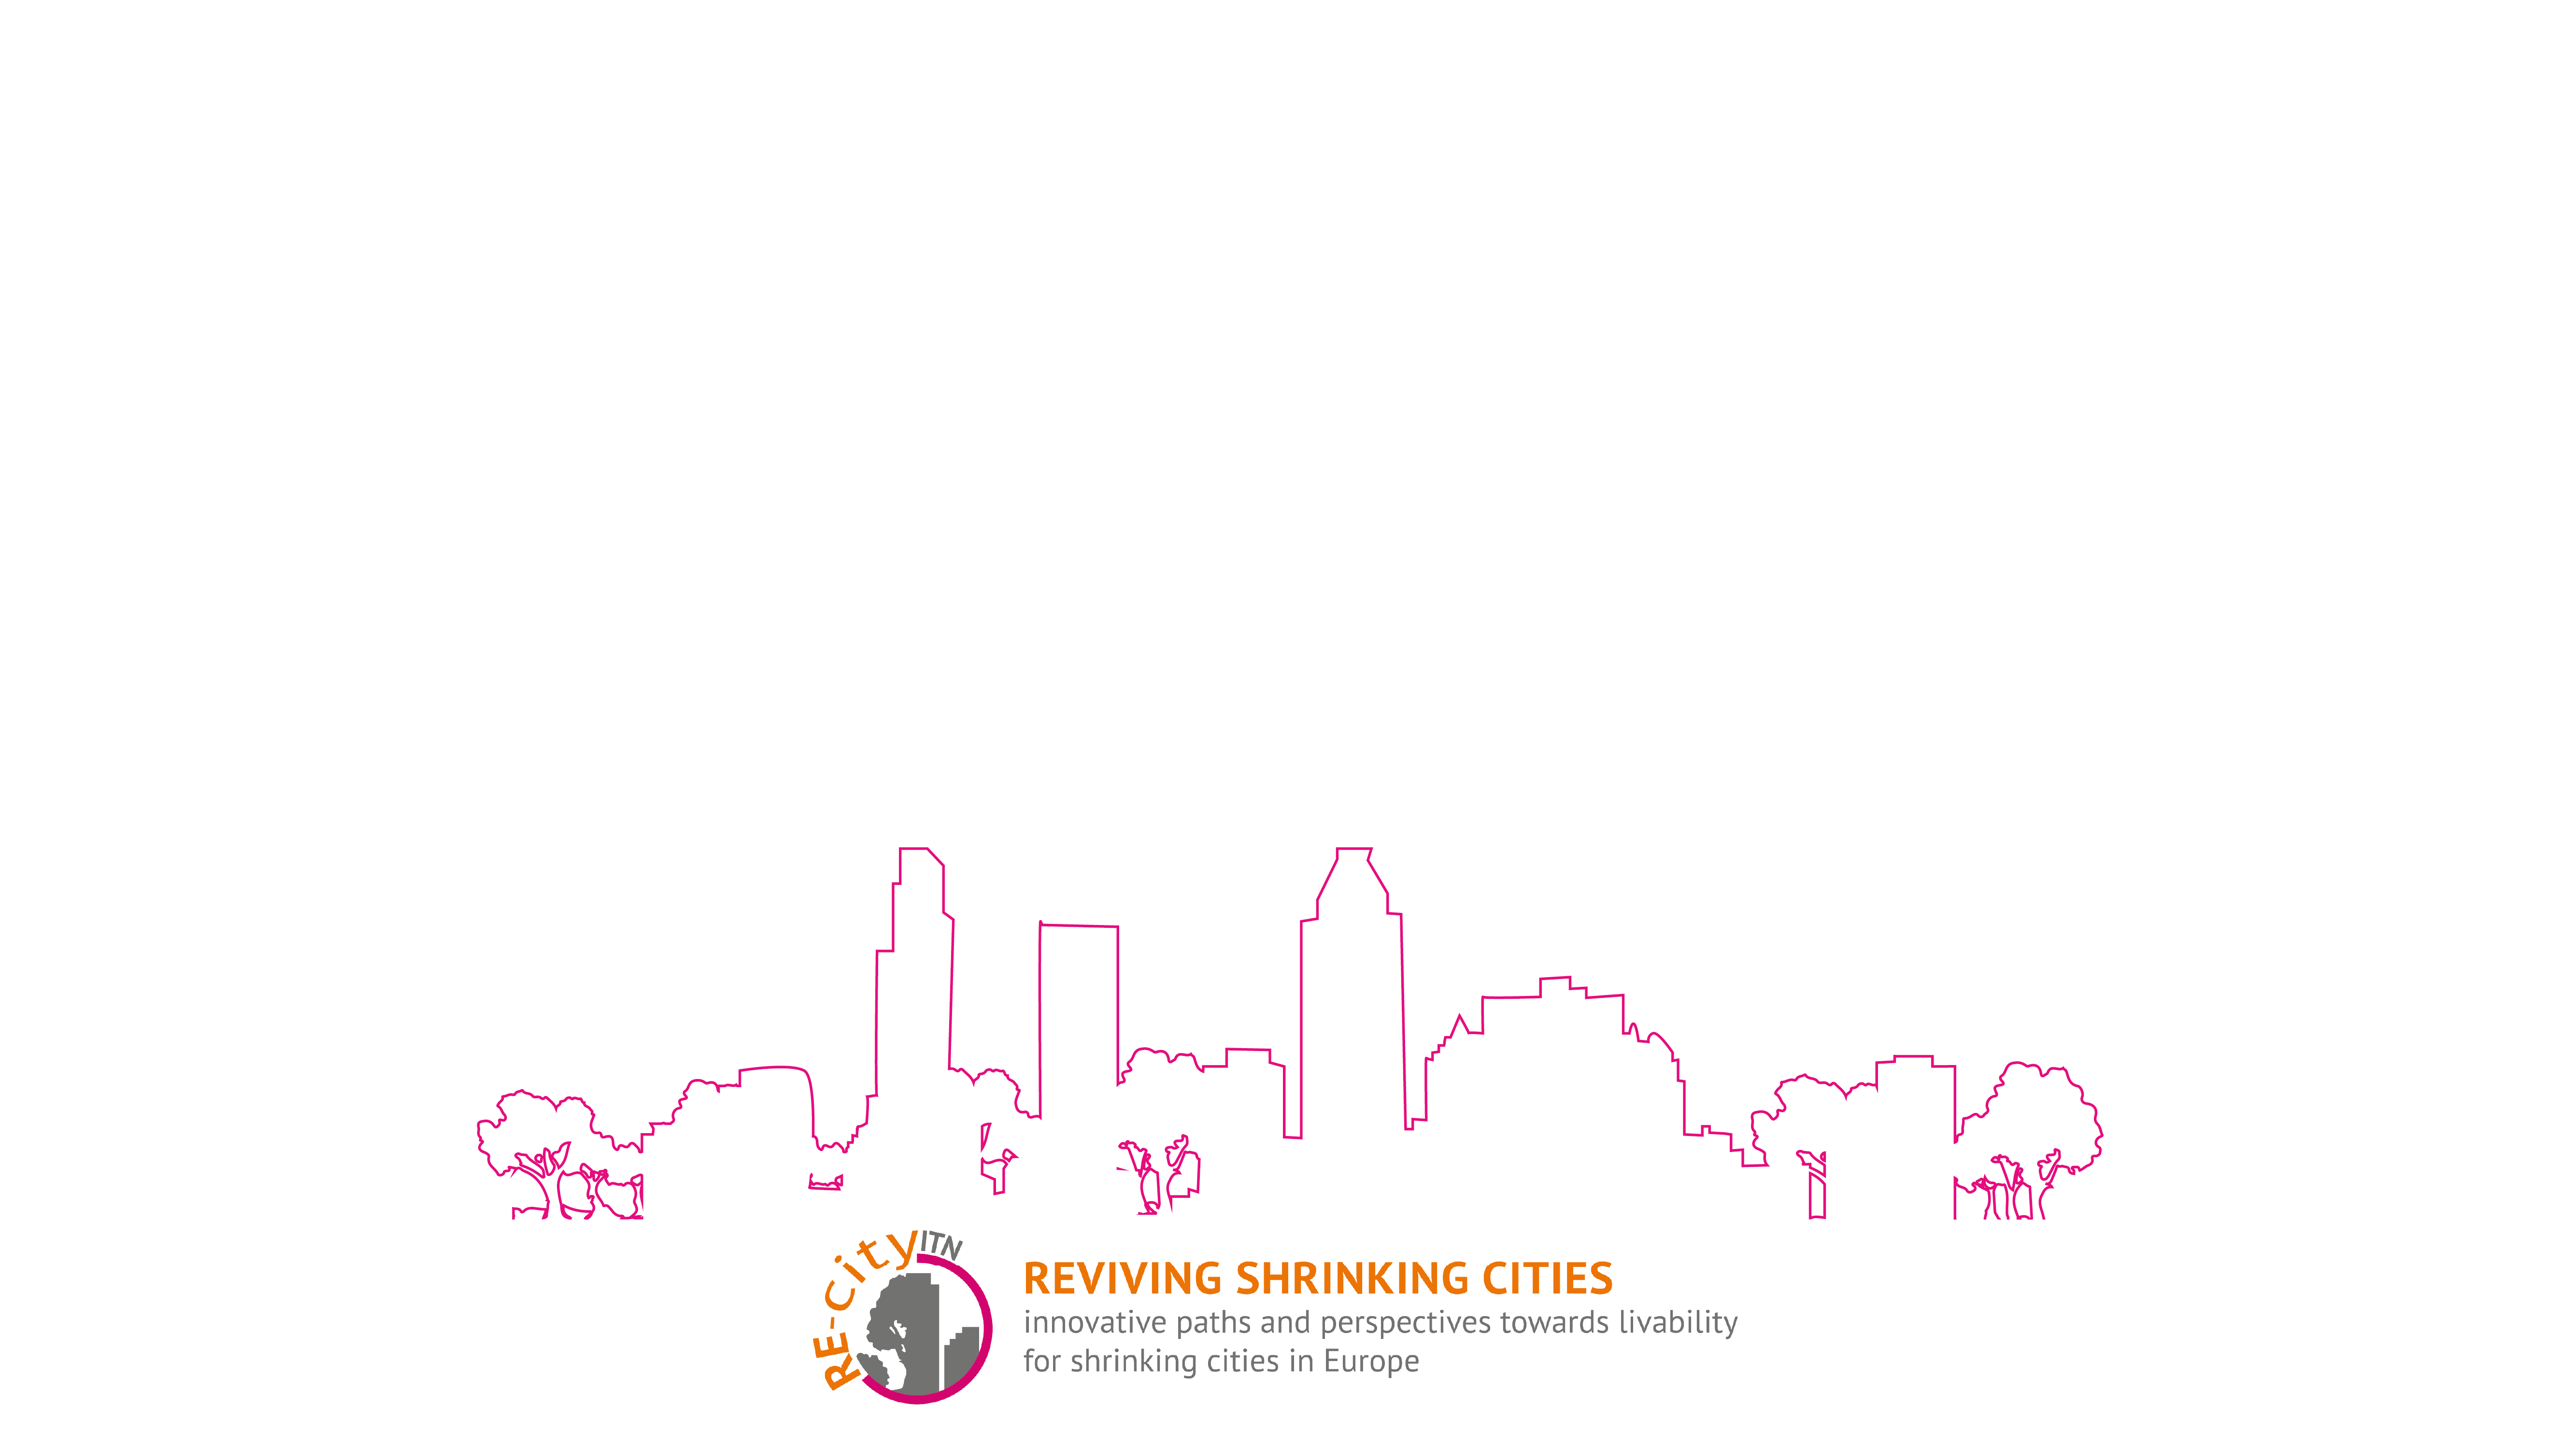 RE-city ITN
REVIVING SHRINKING CITIES
innovative paths and perspectives towards livability
for shrinking cities in Europe